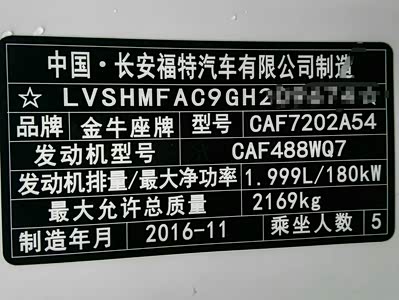 中国·长安福特汽车有限公司制造
☆ LVSHMFAC9GH2
品牌 金牛座牌 型号 CAF7202A54
发动机型号 CAF488WQ7
发动机排量/最大净功率 1.999L/180kW
最大允许总质量 2169kg
制造年月 2016-11 乘坐人数 5